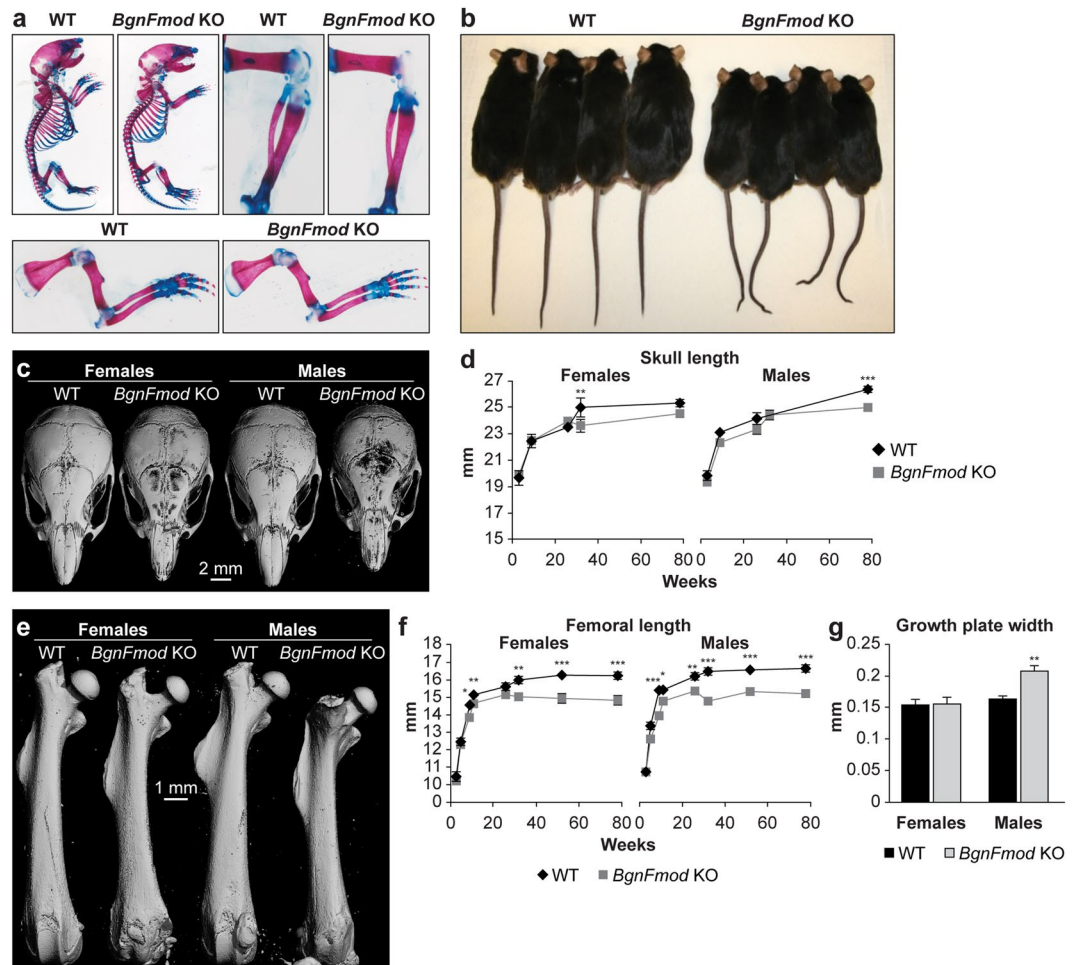 a
WT
BgnFmod KO
WT
BgnFmod KO
WT
BgnFmod KO
b
WT
BgnFmod KO
c
Females
Males
WT
BgnFmod KO
WT
BgnFmod KO
2 mm
d
Skull length
Females
Males
27
25
23
21
19
17
15
mm
**
***
0 20 40 60 80
0 20 40 60 80
Weeks
WT
BgnFmod KO
e
Females
Males
WT
BgnFmod KO
WT
BgnFmod KO
1 mm
f
Femoral length
Females
Males
18
17
16
15
14
13
12
11
10
0
mm
* ** ** *** ***
*** * ** *** *** ***
0 20 40 60 80
0 20 40 60 80
Weeks
WT
BgnFmod KO
g
Growth plate width
0.25
0.2
0.15
0.1
0.05
0
mm
**
Females
Males
WT
BgnFmod KO